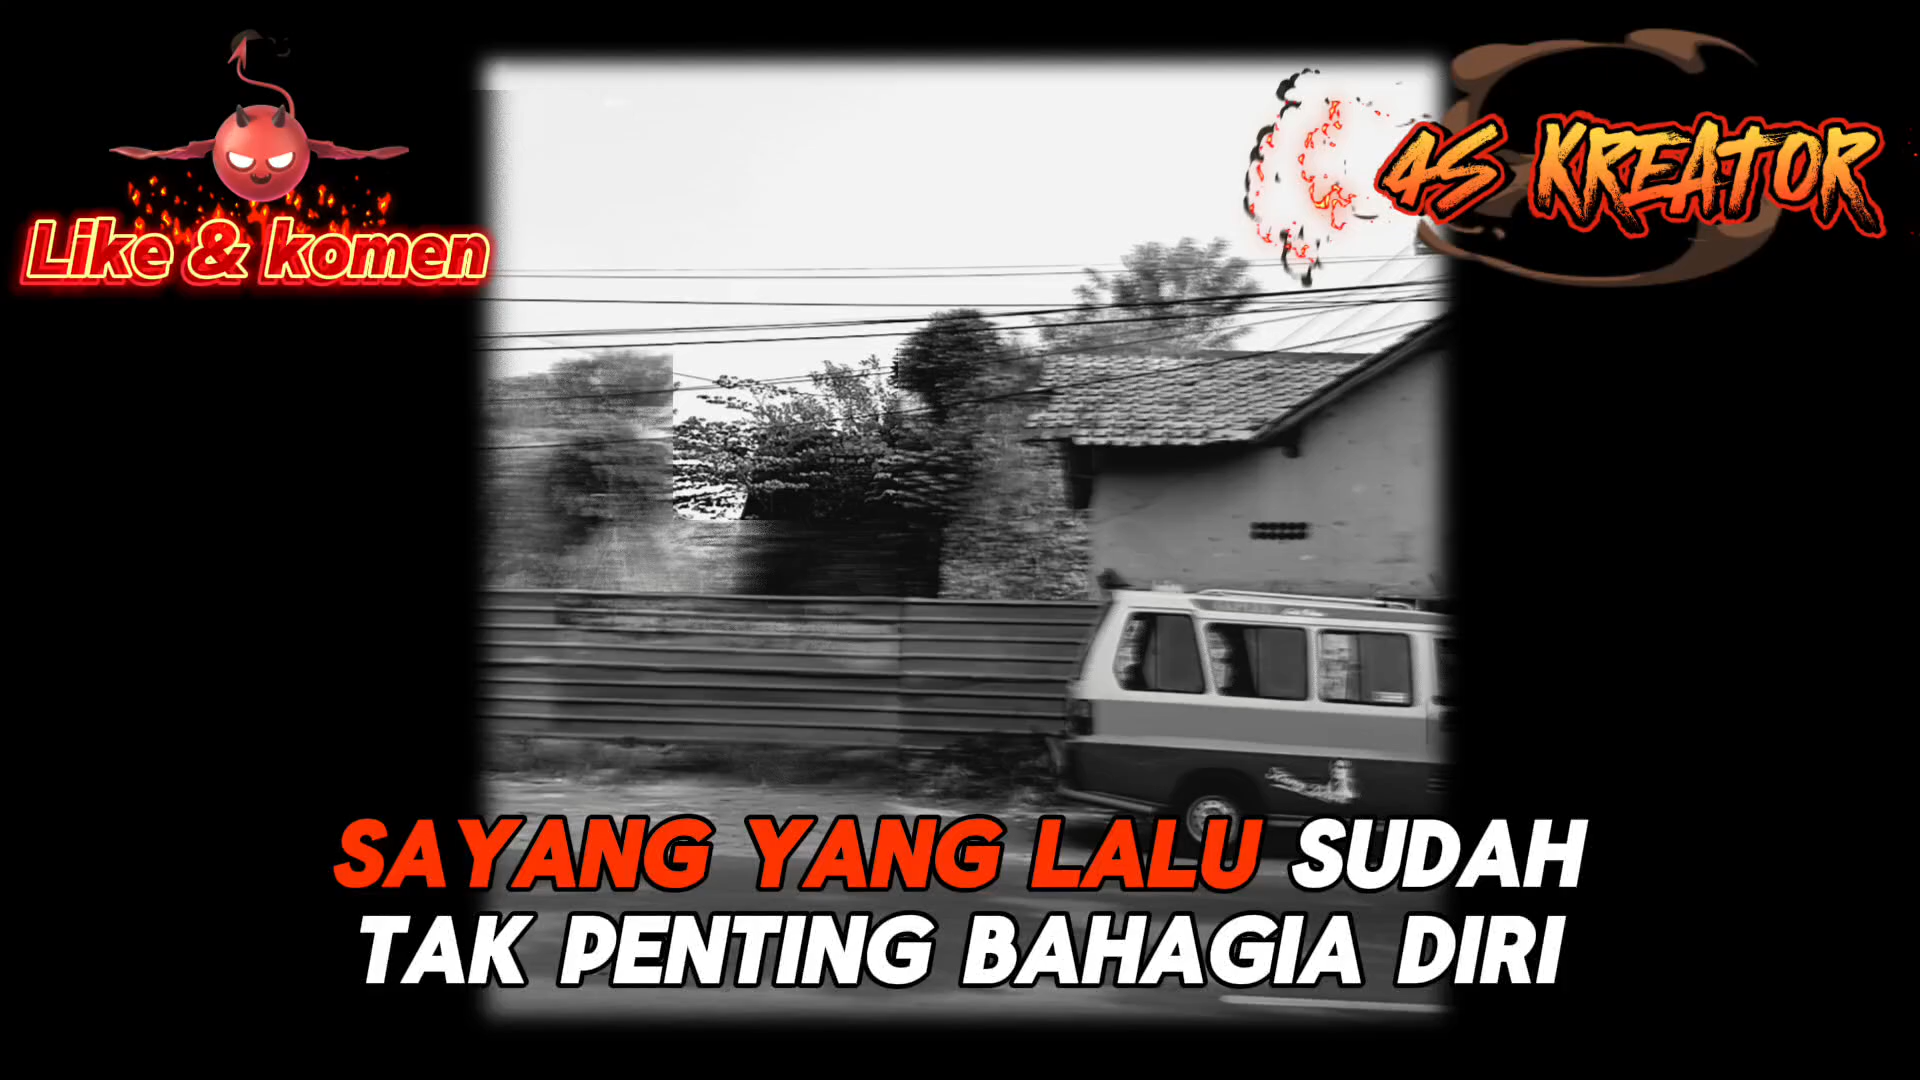 Like & komen
4S KREATOR
SAYANG YANG LALU SUDAH
TAK PENTING BAHAGIA DIRI